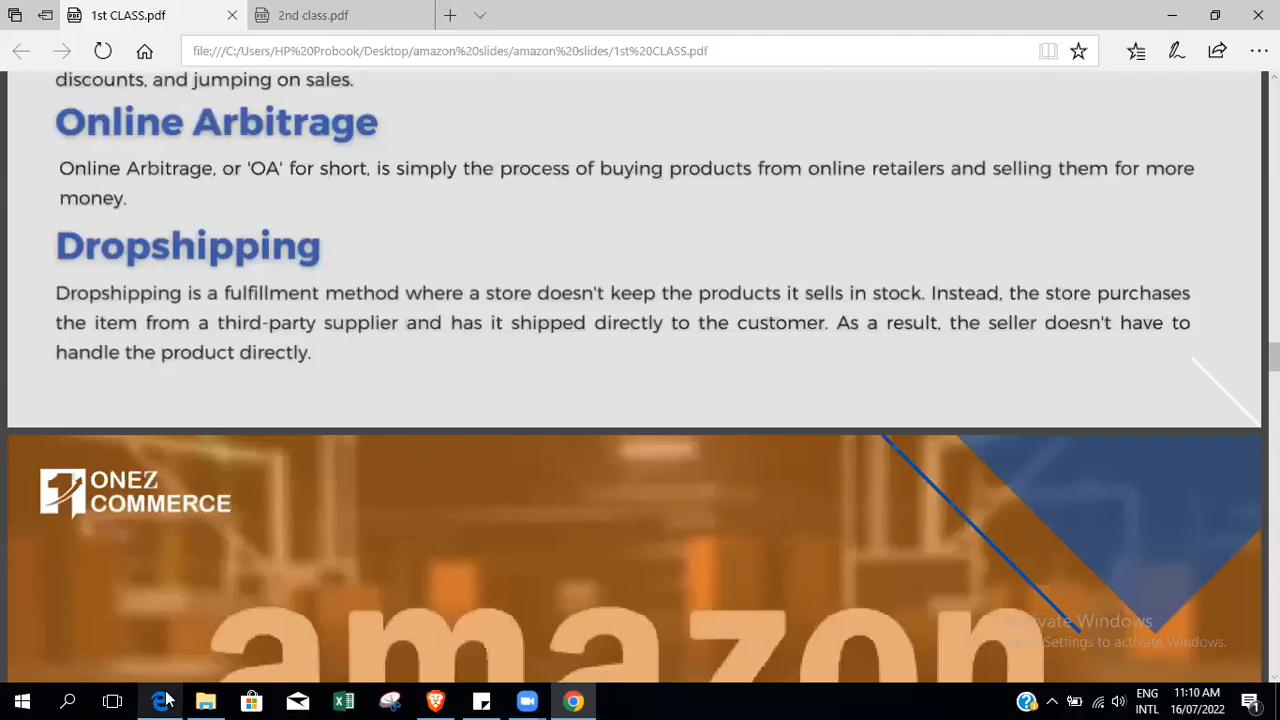 1st CLASS.pdf
2nd class.pdf
file:///C:/Users/HP%20Probook/Desktop/amazon%20slides/amazon%20slides/1st%20CLASS.pdf
discounts, and jumping on sales.
Online Arbitrage
Online Arbitrage, or 'OA' for short, is simply the process of buying products from online retailers and selling them for more
money.
Dropshipping
Dropshipping is a fulfillment method where a store doesn't keep the products it sells in stock. Instead, the store purchases
the item from a third-party supplier and has it shipped directly to the customer. As a result, the seller doesn't have to
handle the product directly.
ONEZ
COMMERCE
amazon
Activate Windows
Settings to activate Windows.
ENG
INTL
11:10 AM
16/07/2022